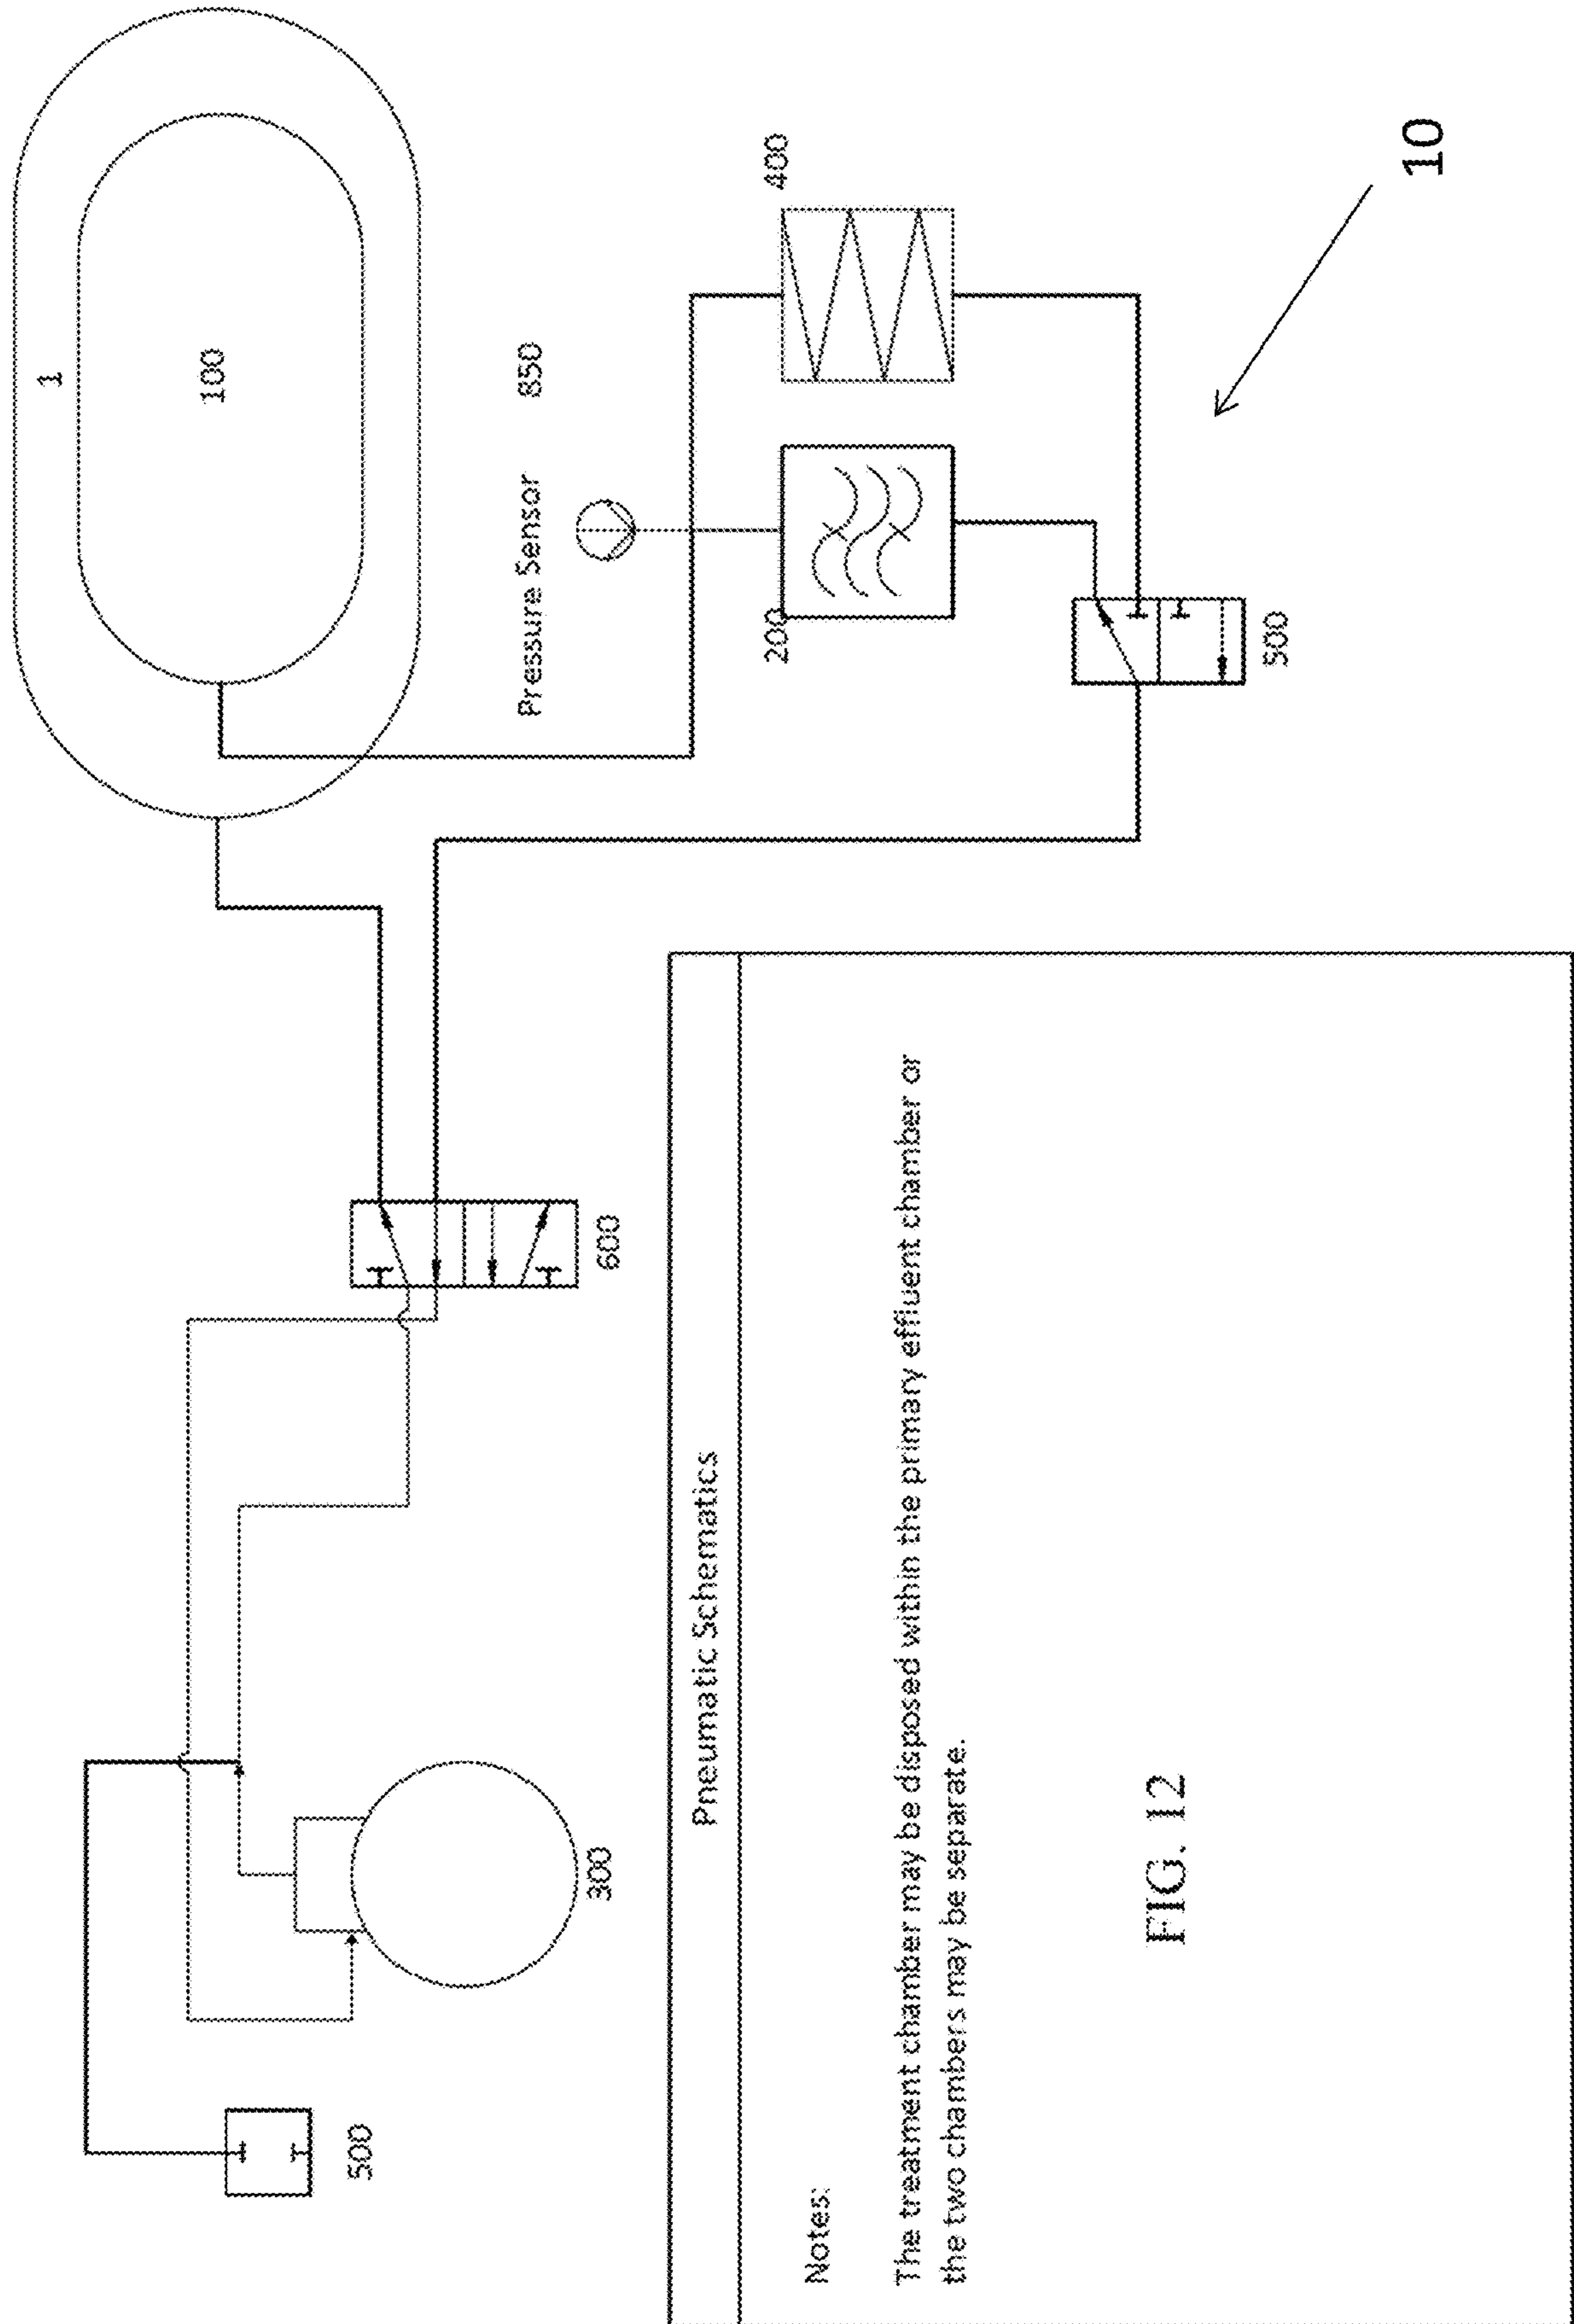 1
100
Pressure Sensor 850
200
400
500
10
600
300
500
Pneumatic Schematics
Notes:
The treatment chamber may be disposed within the primary effluent chamber or
the two chambers may be separate.
FIG. 12